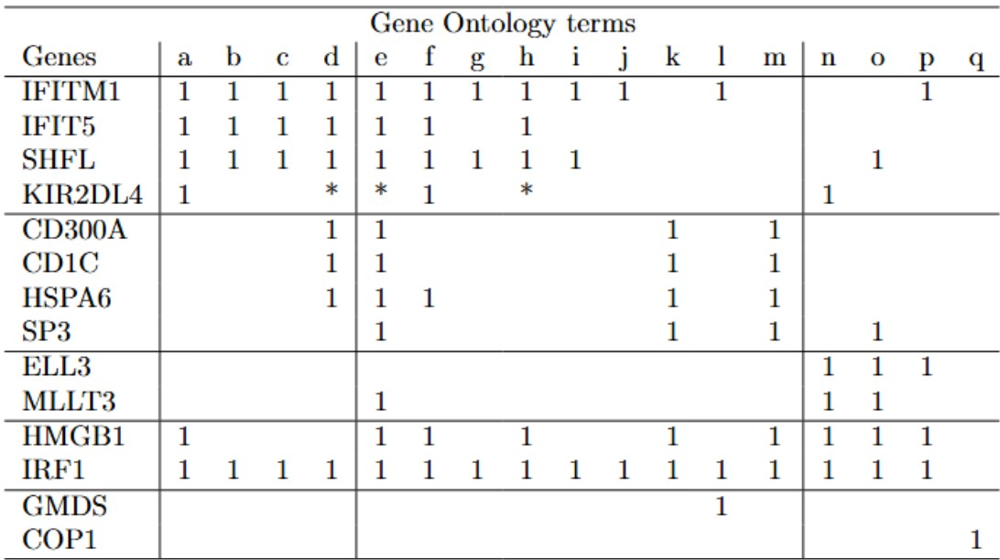 Gene Ontology terms
Genes a b c d e f g h i j k l m n o p q
IFITM1 1 1 1 1 1 1 1 1 1 1 1 1
IFIT5 1 1 1 1 1 1 1
SHFL 1 1 1 1 1 1 1 1 1 1
KIR2DL4 1 * * 1 * 1
CD300A 1 1 1 1
CD1C 1 1 1 1
HSPA6 1 1 1 1 1
SP3 1 1 1 1
ELL3 1 1 1
MLLT3 1 1 1
HMGB1 1 1 1 1 1 1 1 1 1
IRF1 1 1 1 1 1 1 1 1 1 1 1 1 1 1 1 1
GMDS 1
COP1 1